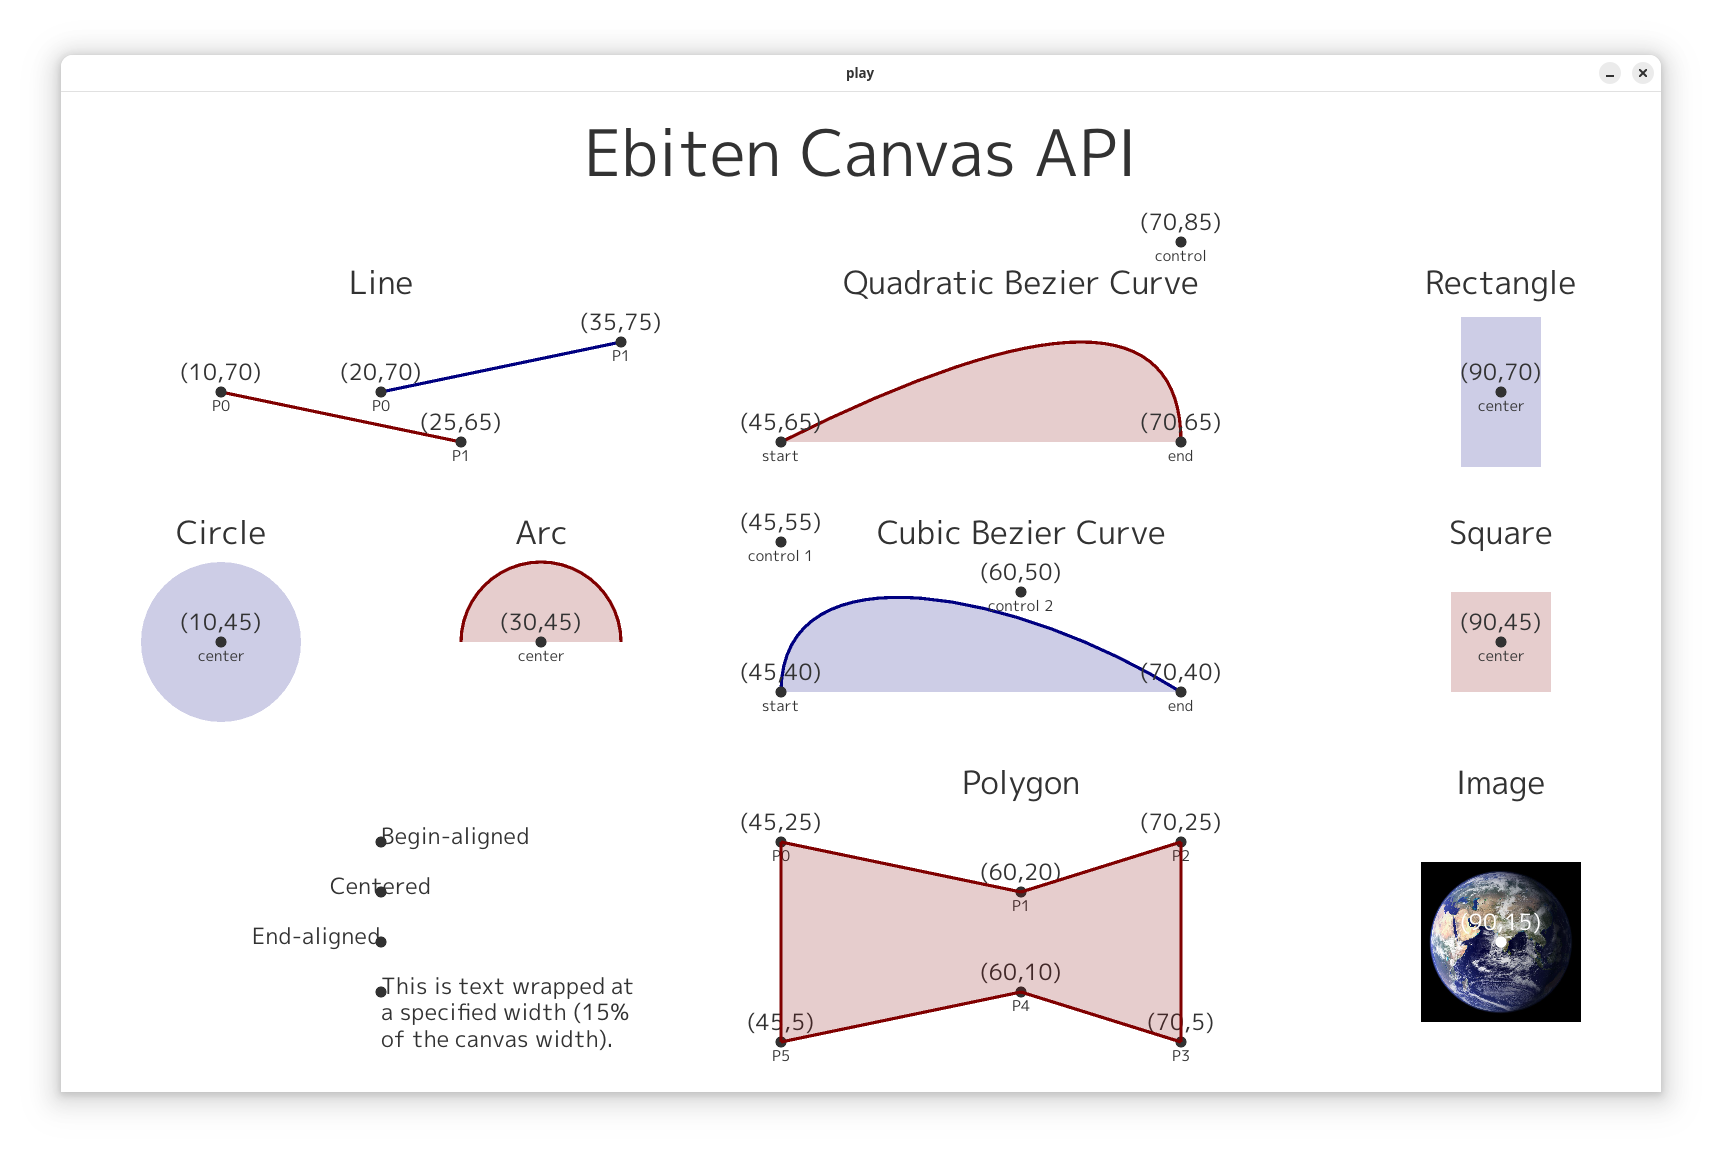 play
Ebiten Canvas API
(70,85)
control
Line
Quadratic Bezier Curve
Rectangle
(35,75)
P1
(10,70)
P0
(20,70)
P0
(25,65)
P1
(45,65)
start
(70,65)
end
(90,70)
center
Circle
(10,45)
center
Arc
(30,45)
center
(45,55)
control 1
Cubic Bezier Curve
(60,50)
control 2
(45,40)
start
(70,40)
end
Square
(90,45)
center
Begin-aligned
Centered
End-aligned
This is text wrapped at
a specified width (15%
of the canvas width).
Polygon
(45,25)
P0
(60,20)
P1
(70,25)
P2
(60,10)
P4
(45,5)
P5
(70,5)
P3
Image
(90,15)